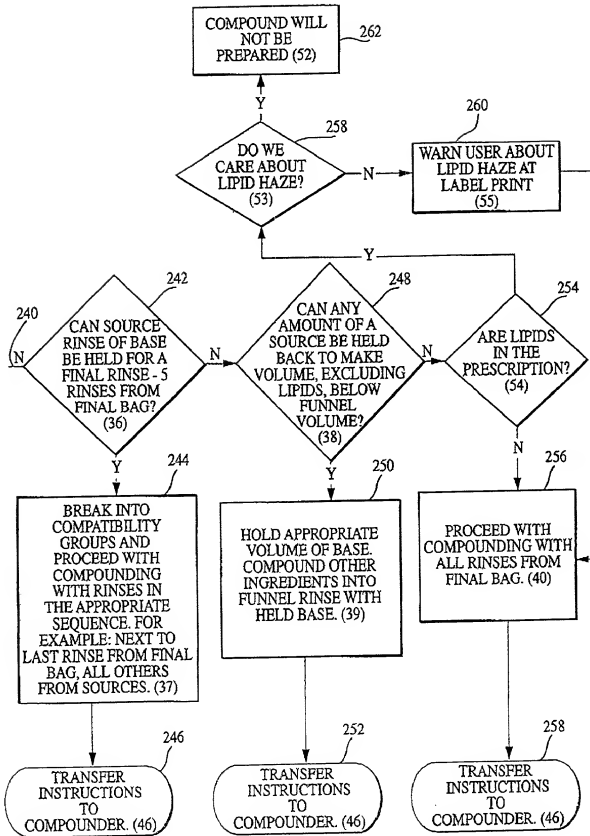 COMPOUND WILL
NOT BE
PREPARED (52)
262
Y
258
DO WE
CARE ABOUT
LIPID HAZE?
(53)
N
260
WARN USER ABOUT
LIPID HAZE AT
LABEL PRINT
(55)
Y
240
N
242
CAN SOURCE
RINSE OF BASE
BE HELD FOR A
FINAL RINSE - 5
RINSES FROM
FINAL BAG?
(36)
N
248
CAN ANY
AMOUNT OF A
SOURCE BE HELD
BACK TO MAKE
VOLUME, EXCLUDING
LIPIDS, BELOW
FUNNEL
VOLUME?
(38)
N
254
ARE LIPIDS
IN THE
PRESCRIPTION?
(54)
Y
244
BREAK INTO
COMPATIBILITY
GROUPS AND
PROCEED WITH
COMPOUNDING
WITH RINSES IN
THE APPROPRIATE
SEQUENCE. FOR
EXAMPLE: NEXT TO
LAST RINSE FROM FINAL
BAG, ALL OTHERS
FROM SOURCES. (37)
Y
250
HOLD APPROPRIATE
VOLUME OF BASE.
COMPOUND OTHER
INGREDIENTS INTO
FUNNEL RINSE WITH
HELD BASE. (39)
N
256
PROCEED WITH
COMPOUNDING WITH
ALL RINSES FROM
FINAL BAG. (40)
246
TRANSFER
INSTRUCTIONS
TO
COMPOUNDER. (46)
252
TRANSFER
INSTRUCTIONS
TO
COMPOUNDER. (46)
258
TRANSFER
INSTRUCTIONS
TO
COMPOUNDER. (46)